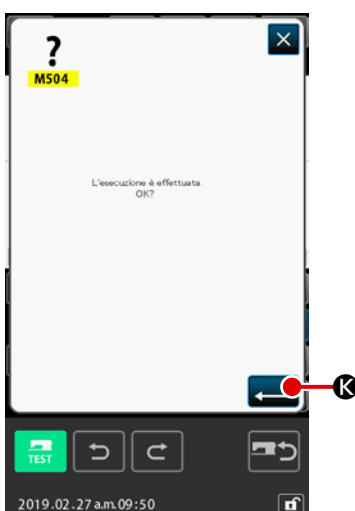 ?
M504
L'esecuzione è effettuata.
OK?
K
TEST
2019.02.27 a.m.09:50